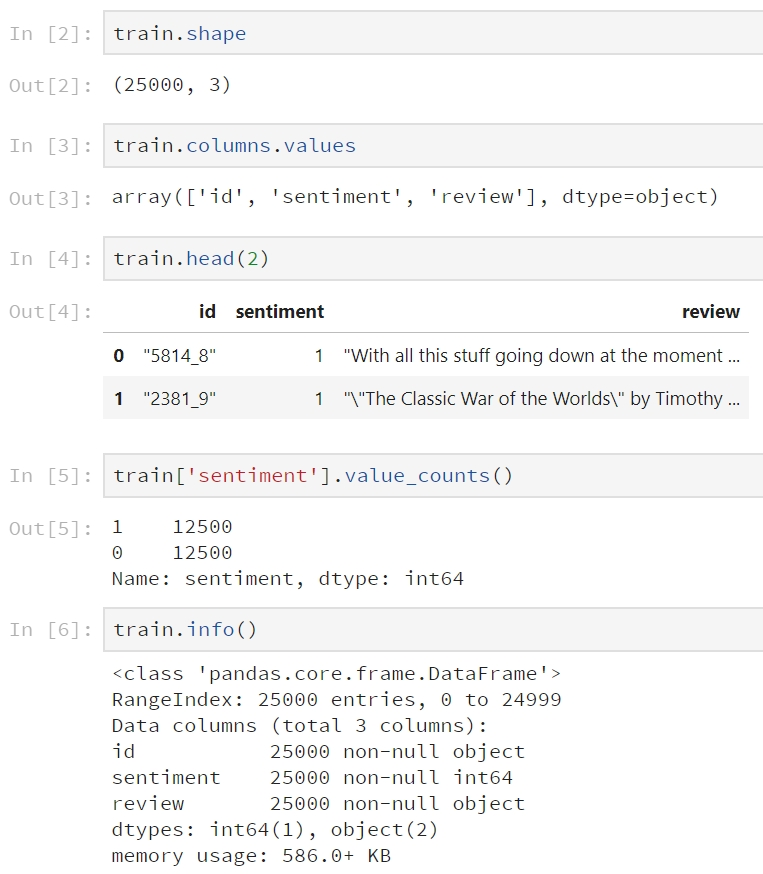 In [2]: train.shape
Out[2]: (25000, 3)
In [3]: train.columns.values
Out[3]: array(['id', 'sentiment', 'review'], dtype=object)
In [4]: train.head(2)
Out[4]: id sentiment review
0 "5814_8" 1 "With all this stuff going down at the moment ...
1 "2381_9" 1 "\"The Classic War of the Worlds\" by Timothy ...
In [5]: train['sentiment'].value_counts()
Out[5]: 1 12500
0 12500
Name: sentiment, dtype: int64
In [6]: train.info()
<class 'pandas.core.frame.DataFrame'>
RangeIndex: 25000 entries, 0 to 24999
Data columns (total 3 columns):
id 25000 non-null object
sentiment 25000 non-null int64
review 25000 non-null object
dtypes: int64(1), object(2)
memory usage: 586.0+ KB